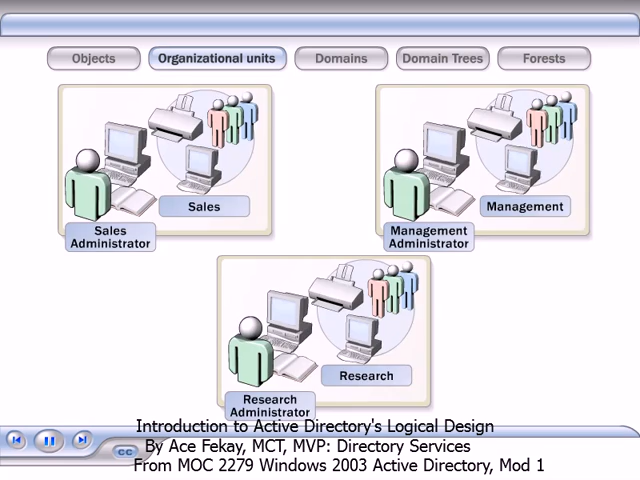 Objects
Organizational units
Domains
Domain Trees
Forests
Sales
Sales
Administrator
Management
Management
Administrator
Research
Research
Administrator
Introduction to Active Directory's Logical Design
By Ace Fekay, MCT, MVP: Directory Services
From MOC 2279 Windows 2003 Active Directory, Mod 1
CC